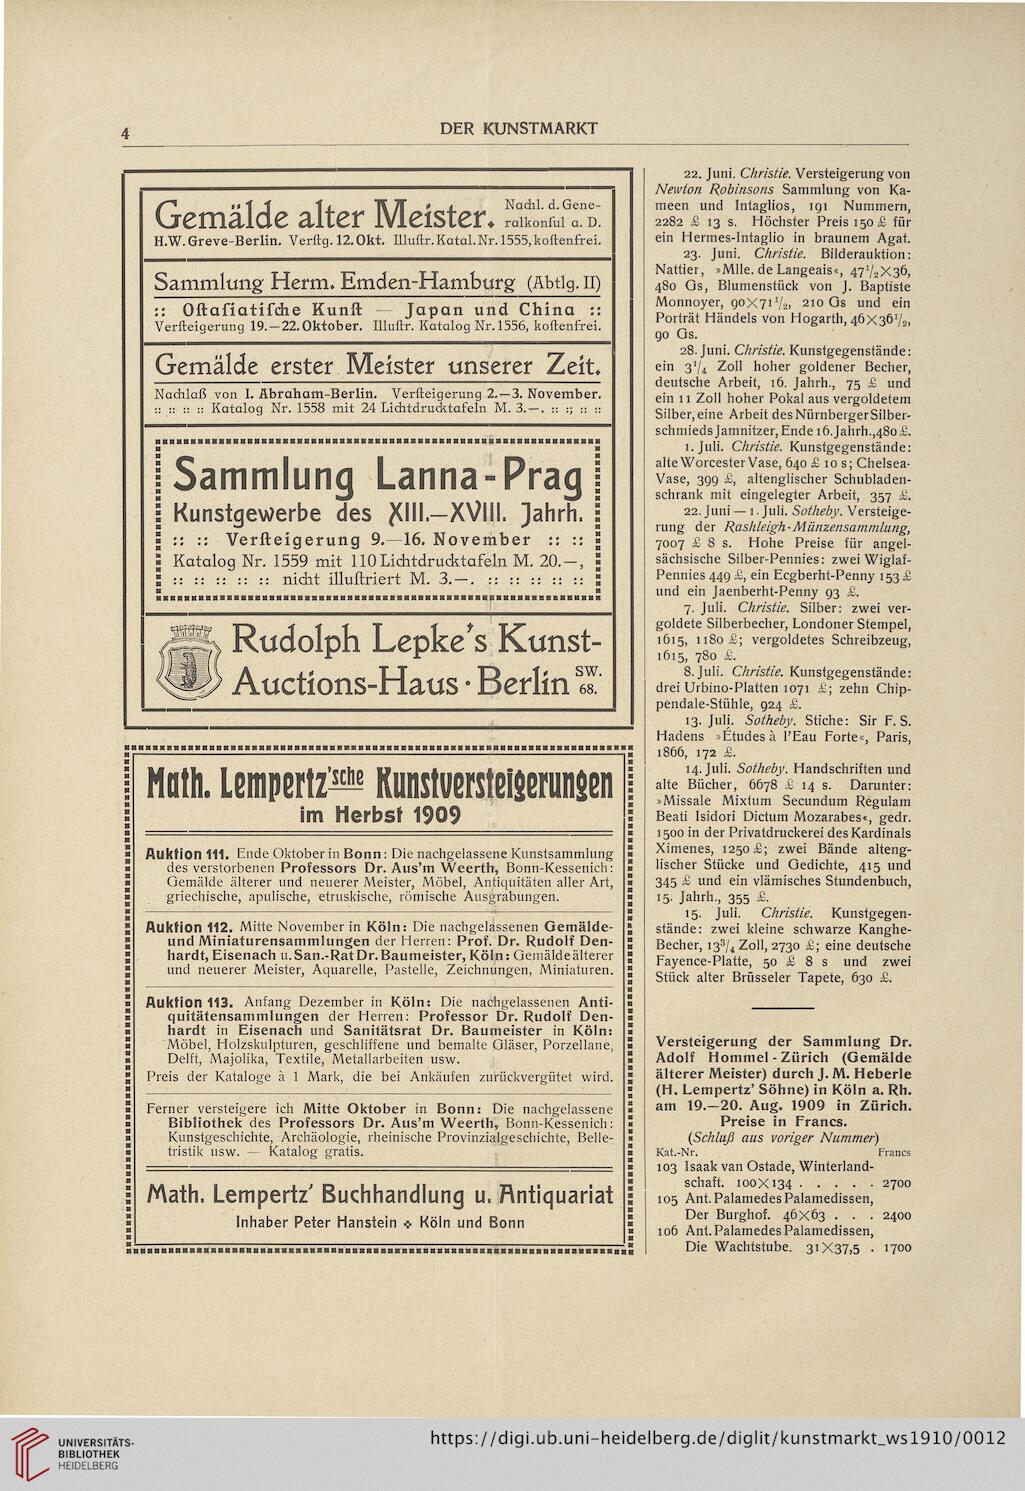 4
DER KUNSTMARKT
Gemälde alter Meister. Nachl. d. Gene-
ralkonſul a. D.
H.W. Greve-Berlin. Verſtg. 12. Okt. Illuſtr. Katal. Nr. 1555, koſtenfrei.
Sammlung Herm. Emden-Hamburg (Abtlg. II)
:: Oſtaſiatiſche Kunſt — Japan und China ::
Verſteigerung 19.—22. Oktober. Illuſtr. Katalog Nr. 1556, koſtenfrei.
Gemälde erster Meister unserer Zeit.
Nachlaß von I. Abraham-Berlin. Verſteigerung 2.—3. November.
:: :: :: :: Katalog Nr. 1558 mit 24 Lichtdrucktafeln M. 3.—. :: :; :: ::
Sammlung Lanna-Prag
Kunstgewerbe des XIII.—XVIII. Jahrh.
:: :: Verſteigerung 9.—16. November :: ::
Katalog Nr. 1559 mit 110 Lichtdrucktafeln M. 20.—,
:: :: :: :: :: nicht illuſtriert M. 3.—. :: :: :: :: ::
Rudolph Lepke's Kunst-
Auctions-Haus · Berlin SW.
68.
Math. Lempertz'sche Kunstversteigerungen
im Herbst 1909
Auktion 111. Ende Oktober in Bonn: Die nachgelassene Kunstsammlung
des verstorbenen Professors Dr. Aus'm Weerth, Bonn-Kessenich:
Gemälde älterer und neuerer Meister, Möbel, Antiquitäten aller Art,
griechische, apulische, etruskische, römische Ausgrabungen.
Auktion 112. Mitte November in Köln: Die nachgelassenen Gemälde-
und Miniaturensammlungen der Herren: Prof. Dr. Rudolf Den-
hardt, Eisenach u. San.-Rat Dr. Baumeister, Köln: Gemälde älterer
und neuerer Meister, Aquarelle, Pastelle, Zeichnungen, Miniaturen.
Auktion 113. Anfang Dezember in Köln: Die nachgelassenen Anti-
quitätensammlungen der Herren: Professor Dr. Rudolf Den-
hardt in Eisenach und Sanitätsrat Dr. Baumeister in Köln:
Möbel, Holzskulpturen, geschliffene und bemalte Gläser, Porzellane,
Delft, Majolika, Textile, Metallarbeiten usw.
Preis der Kataloge à 1 Mark, die bei Ankäufen zurückvergütet wird.
Ferner versteigere ich Mitte Oktober in Bonn: Die nachgelassene
Bibliothek des Professors Dr. Aus'm Weerth, Bonn-Kessenich:
Kunstgeschichte, Archäologie, rheinische Provinzialgeschichte, Belle-
tristik usw. — Katalog gratis.
Math. Lempertz' Buchhandlung u. Antiquariat
Inhaber Peter Hanstein ❖ Köln und Bonn
22. Juni. Christie. Versteigerung von
Newton Robinsons Sammlung von Ka-
meen und Intaglios, 191 Nummern,
2282 £ 13 s. Höchster Preis 150 £ für
ein Hermes-Intaglio in braunem Agat.
23. Juni. Christie. Bilderauktion:
Nattier, »Mlle. de Langeais«, 47½×36,
480 Gs, Blumenstück von J. Baptiste
Monnoyer, 90×71½, 210 Gs und ein
Porträt Händels von Hogarth, 46×36½,
90 Gs.
28. Juni. Christie. Kunstgegenstände:
ein 3¼ Zoll hoher goldener Becher,
deutsche Arbeit, 16. Jahrh., 75 £ und
ein 11 Zoll hoher Pokal aus vergoldetem
Silber, eine Arbeit des Nürnberger Silber-
schmieds Jamnitzer, Ende 16. Jahrh., 480 £.
1. Juli. Christie. Kunstgegenstände:
alte Worcester Vase, 640 £ 10 s; Chelsea-
Vase, 399 £, altenglischer Schubladen-
schrank mit eingelegter Arbeit, 357 £.
22. Juni — 1. Juli. Sotheby. Versteige-
rung der Rashleigh-Münzensammlung,
7007 £ 8 s. Hohe Preise für angel-
sächsische Silber-Pennies: zwei Wiglaf-
Pennies 449 £, ein Ecgberht-Penny 153 £
und ein Jaenberht-Penny 93 £.
7. Juli. Christie. Silber: zwei ver-
goldete Silberbecher, Londoner Stempel,
1615, 1180 £; vergoldetes Schreibzeug,
1615, 780 £.
8. Juli. Christie. Kunstgegenstände:
drei Urbino-Platten 1071 £; zehn Chip-
pendale-Stühle, 924 £.
13. Juli. Sotheby. Stiche: Sir F. S.
Hadens »Études à l'Eau Forte«, Paris,
1866, 172 £.
14. Juli. Sotheby. Handschriften und
alte Bücher, 6678 £ 14 s. Darunter:
»Missale Mixtum Secundum Regulam
Beati Isidori Dictum Mozarabes«, gedr.
1500 in der Privatdruckerei des Kardinals
Ximenes, 1250 £; zwei Bände alteng-
lischer Stücke und Gedichte, 415 und
345 £ und ein vlämisches Stundenbuch,
15. Jahrh., 355 £.
15. Juli. Christie. Kunstgegen-
stände: zwei kleine schwarze Kanghe-
Becher, 13¾ Zoll, 2730 £; eine deutsche
Fayence-Platte, 50 £ 8 s und zwei
Stück alter Brüsseler Tapete, 630 £.
Versteigerung der Sammlung Dr.
Adolf Hommel-Zürich (Gemälde
älterer Meister) durch J. M. Heberle
(H. Lempertz' Söhne) in Köln a. Rh.
am 19.—20. Aug. 1909 in Zürich.
Preise in Francs.
(Schluß aus voriger Nummer)
Kat.-Nr. Francs
103 Isaak van Ostade, Winterland-
schaft. 100×134 . . . . . 2700
105 Ant. Palamedes Palamedissen,
Der Burghof. 46×63 . . . 2400
106 Ant. Palamedes Palamedissen,
Die Wachtstube. 31×37,5 . 1700
UNIVERSITÄTS-
BIBLIOTHEK
HEIDELBERG
https://digi.ub.uni-heidelberg.de/diglit/kunstmarkt_ws1910/0012